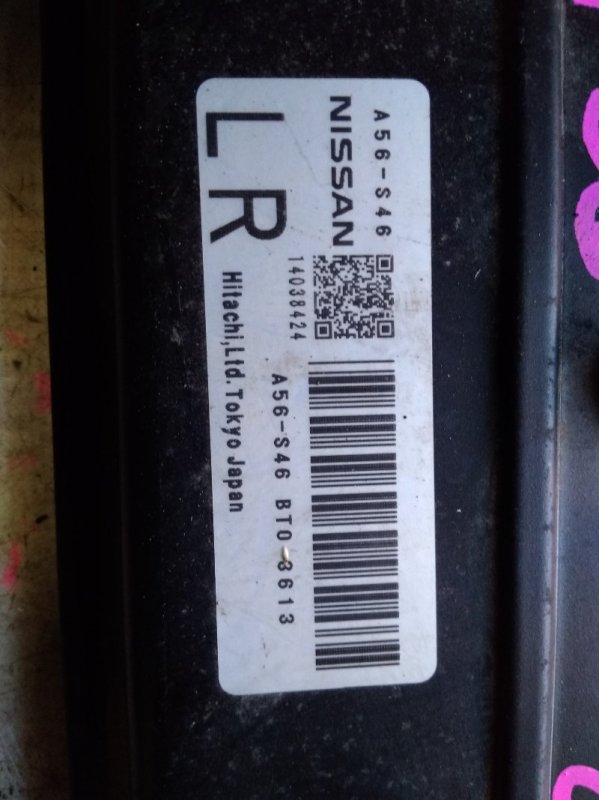 A56-S46
NISSAN
LR
14038424
A56-S46 BT0 3613
Hitachi,Ltd.Tokyo Japan